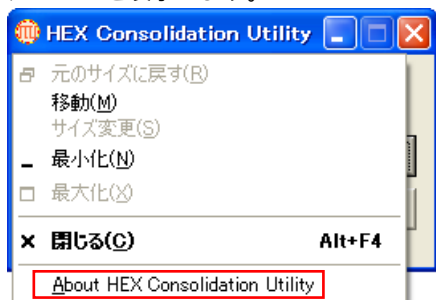 HEX Consolidation Utility
元のサイズに戻す(R)
移動(M)
サイズ変更(S)
最小化(N)
最大化(X)
閉じる(C) Alt+F4
About HEX Consolidation Utility